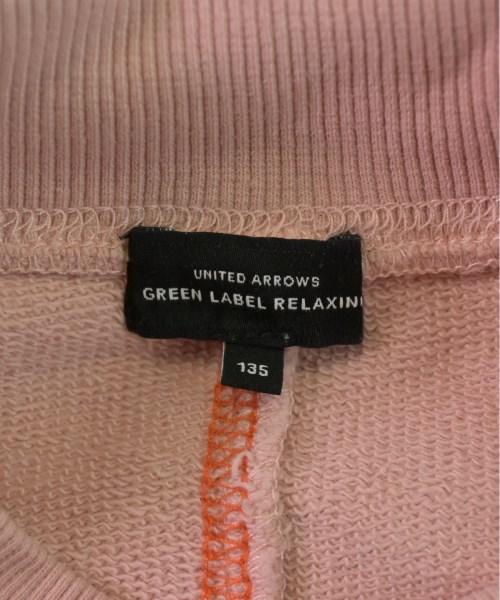 UNITED ARROWS
GREEN LABEL RELAXIN
135